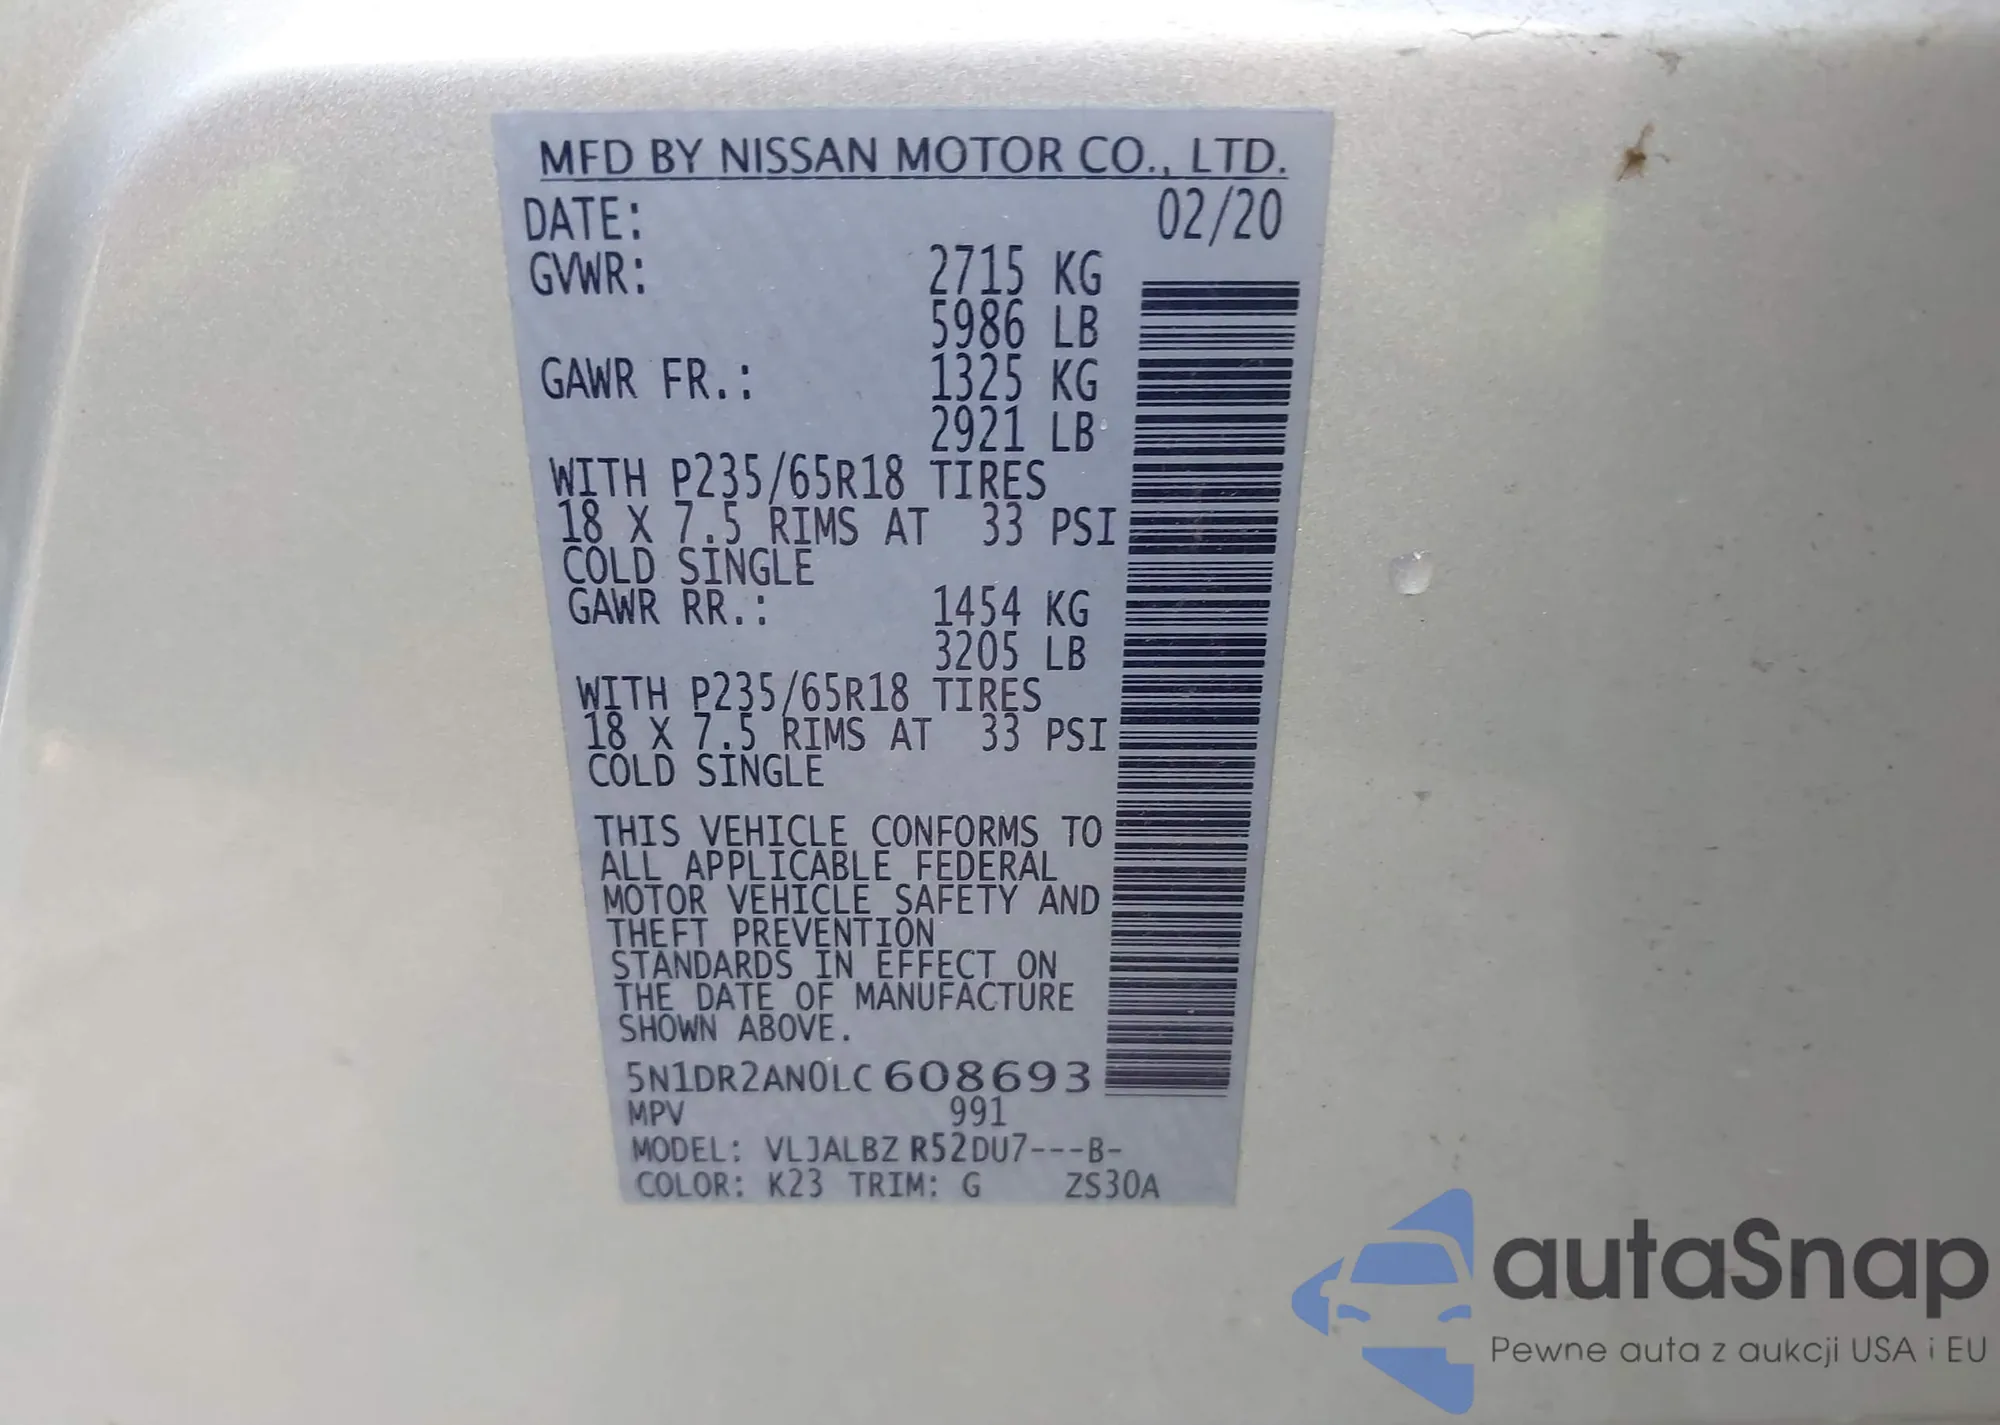 MFD BY NISSAN MOTOR CO., LTD.
DATE: 02/20
GVWR: 2715 KG
5986 LB
GAWR FR.: 1325 KG
2921 LB
WITH P235/65R18 TIRES
18 X 7.5 RIMS AT 33 PSI
COLD SINGLE
GAWR RR.: 1454 KG
3205 LB
WITH P235/65R18 TIRES
18 X 7.5 RIMS AT 33 PSI
COLD SINGLE
THIS VEHICLE CONFORMS TO
ALL APPLICABLE FEDERAL
MOTOR VEHICLE SAFETY AND
THEFT PREVENTION
STANDARDS IN EFFECT ON
THE DATE OF MANUFACTURE
SHOWN ABOVE.
5N1DR2AN0LC608693
MPV 991
MODEL: VLJALBZ R52DU7---B-
COLOR: K23 TRIM: G ZS30A
autaSnap
Pewne auta z aukcji USA i EU